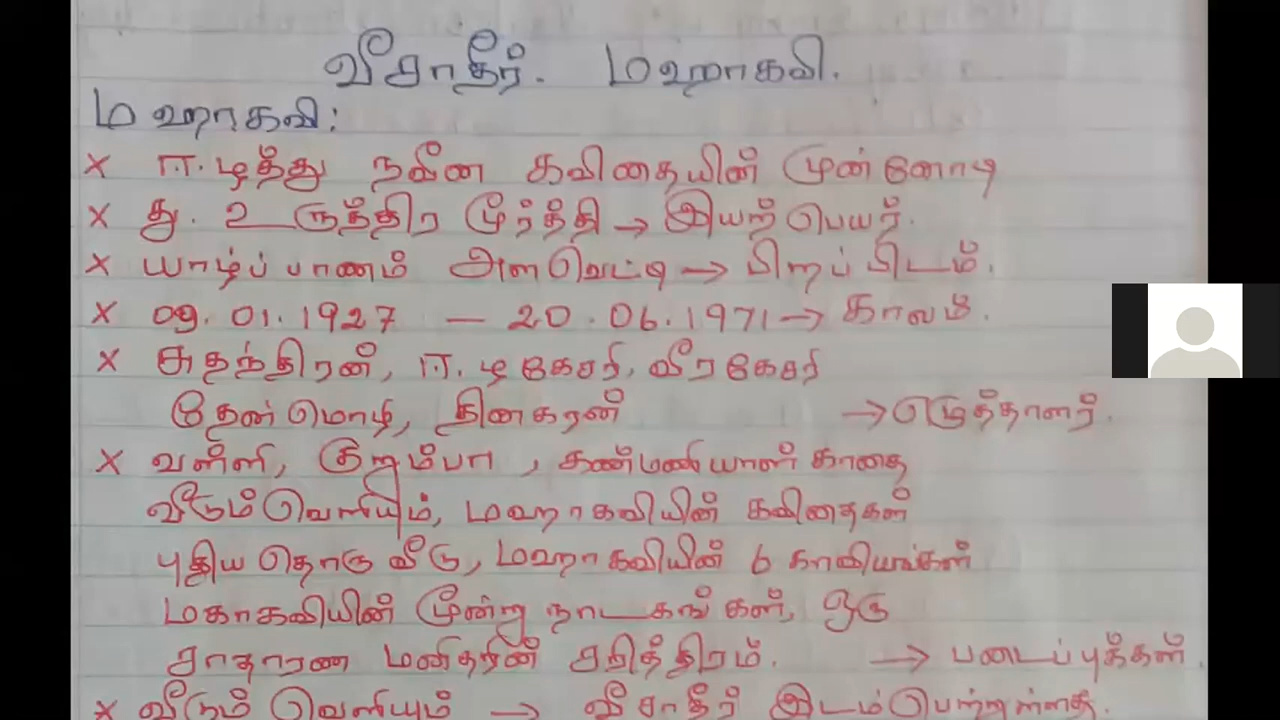 வீசாதீர். மஹாகவி.
மஹாகவி:
× ஈழத்து நவீன கவிதையின் முன்னோடி
× து. உருத்திர மூர்த்தி → இயற் பெயர்.
× யாழ்ப்பாணம் அளவெட்டி → பிறப்பிடம்.
× 09.01.1927 – 20.06.1971 → காலம்.
× சுதந்திரன், ஈழகேசரி, வீரகேசரி
தேன்மொழி, தினகரன் → எழுத்தாளர்.
× வள்ளி, குறும்பா, கண்மணியாள் காதை
வீடும் வெளியும், மஹாகவியின் கவிதைகள்
புதியதொரு வீடு, மஹாகவியின் 6 காவியங்கள்
மகாகவியின் மூன்று நாடகங்கள், ஒரு
சாதாரண மனிதரின் சரித்திரம். → படைப்புக்கள்.
× வீடும் வெளியும் → வீசாதீர் இடம்பெற்றுள்ளது.